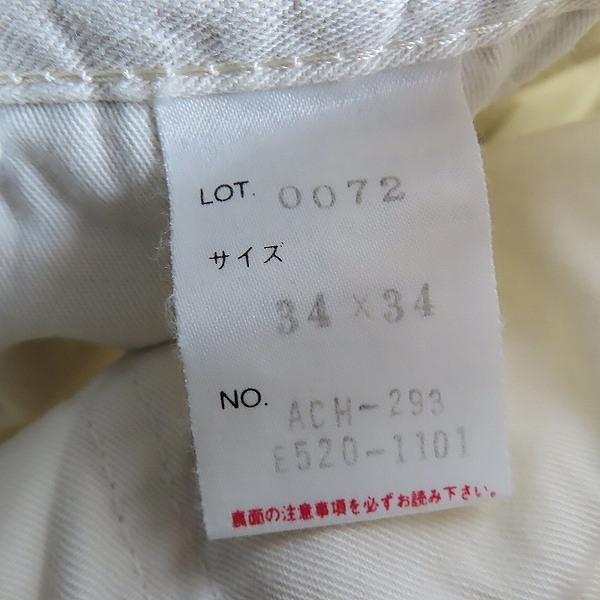 LOT. 0072
サイズ
34 × 34
NO. ACH-293
E520-1101
裏面の注意事項を必ずお読み下さい。